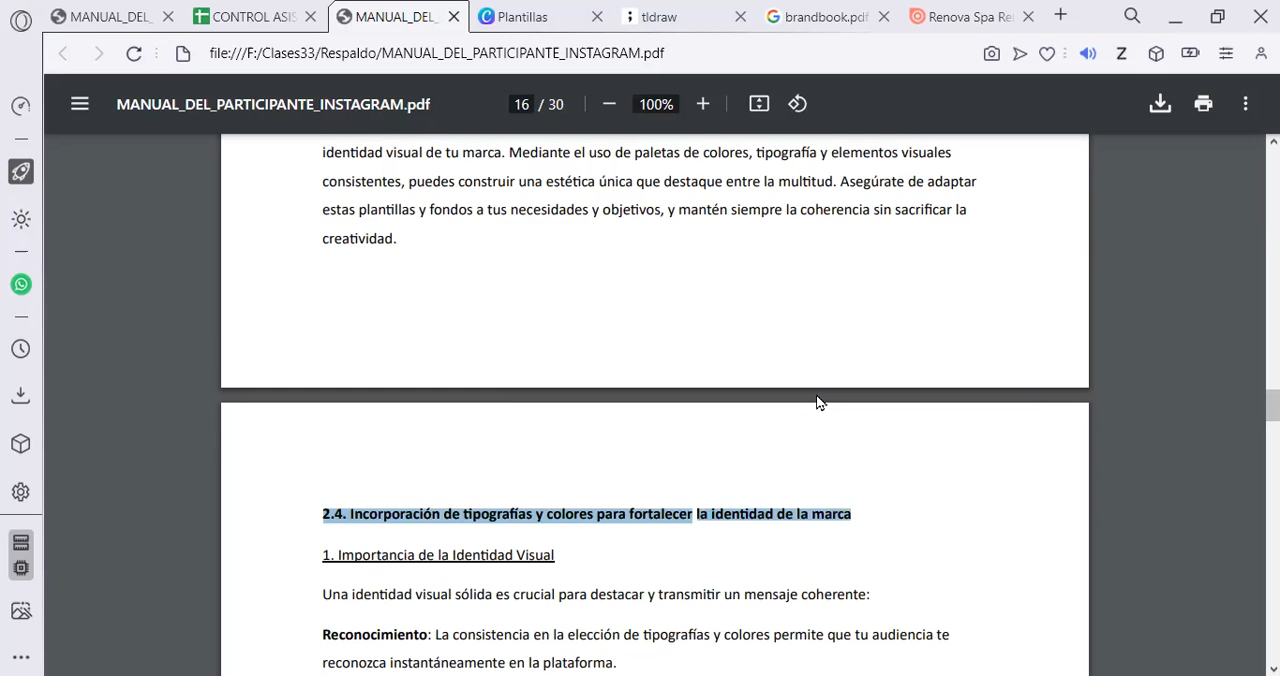 MANUAL_DEL_
CONTROL ASIS
MANUAL_DEL_
Plantillas
tldraw
brandbook.pdf
Renova Spa Re
file:///F:/Clases33/Respaldo/MANUAL_DEL_PARTICIPANTE_INSTAGRAM.pdf
MANUAL_DEL_PARTICIPANTE_INSTAGRAM.pdf
16 / 30
100%
identidad visual de tu marca. Mediante el uso de paletas de colores, tipografía y elementos visuales
consistentes, puedes construir una estética única que destaque entre la multitud. Asegúrate de adaptar
estas plantillas y fondos a tus necesidades y objetivos, y mantén siempre la coherencia sin sacrificar la
creatividad.
2.4. Incorporación de tipografías y colores para fortalecer la identidad de la marca
1. Importancia de la Identidad Visual
Una identidad visual sólida es crucial para destacar y transmitir un mensaje coherente:
Reconocimiento: La consistencia en la elección de tipografías y colores permite que tu audiencia te
reconozca instantáneamente en la plataforma.